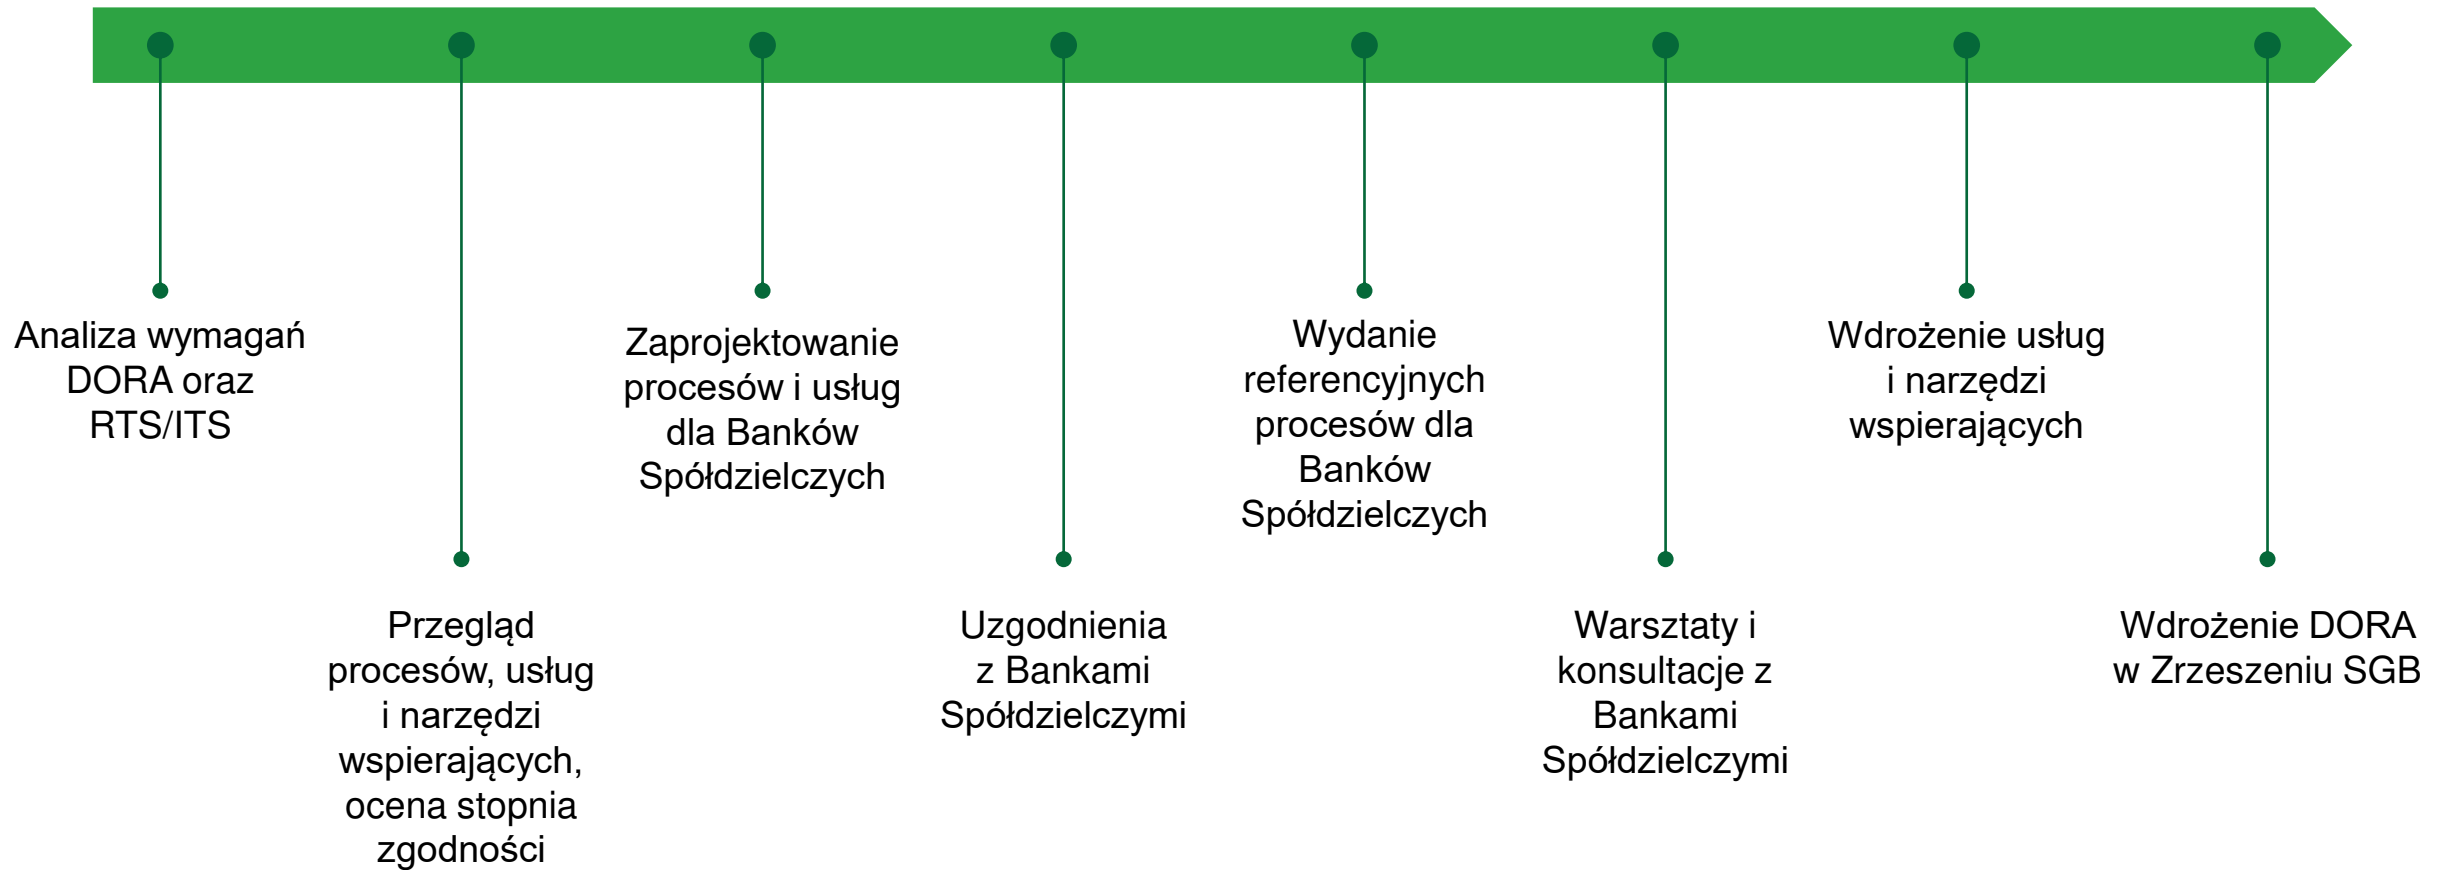 Analiza wymagań
DORA oraz
RTS/ITS
Przegląd
procesów, usług
i narzędzi
wspierających,
ocena stopnia
zgodności
Zaprojektowanie
procesów i usług
dla Banków
Spółdzielczych
Uzgodnienia
z Bankami
Spółdzielczymi
Wydanie
referencyjnych
procesów dla
Banków
Spółdzielczych
Warsztaty i
konsultacje z
Bankami
Spółdzielczymi
Wdrożenie usług
i narzędzi
wspierających
Wdrożenie DORA
w Zrzeszeniu SGB